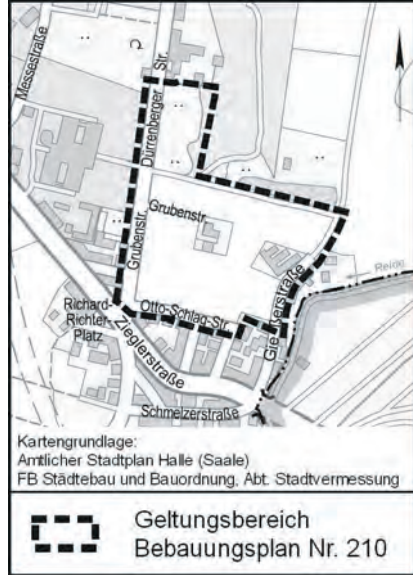 Messestraße
Dürrenberger Str.
Grubenstr.
Grubenstr.
Otto-Schlag-Str.
Richard-
Richter-
Platz
Zieglerstraße
Gießerstraße
Reide
Schmelzerstraße
Kartengrundlage:
Amtlicher Stadtplan Halle (Saale)
FB Städtebau und Bauordnung, Abt. Stadtvermessung
Geltungsbereich
Bebauungsplan Nr. 210